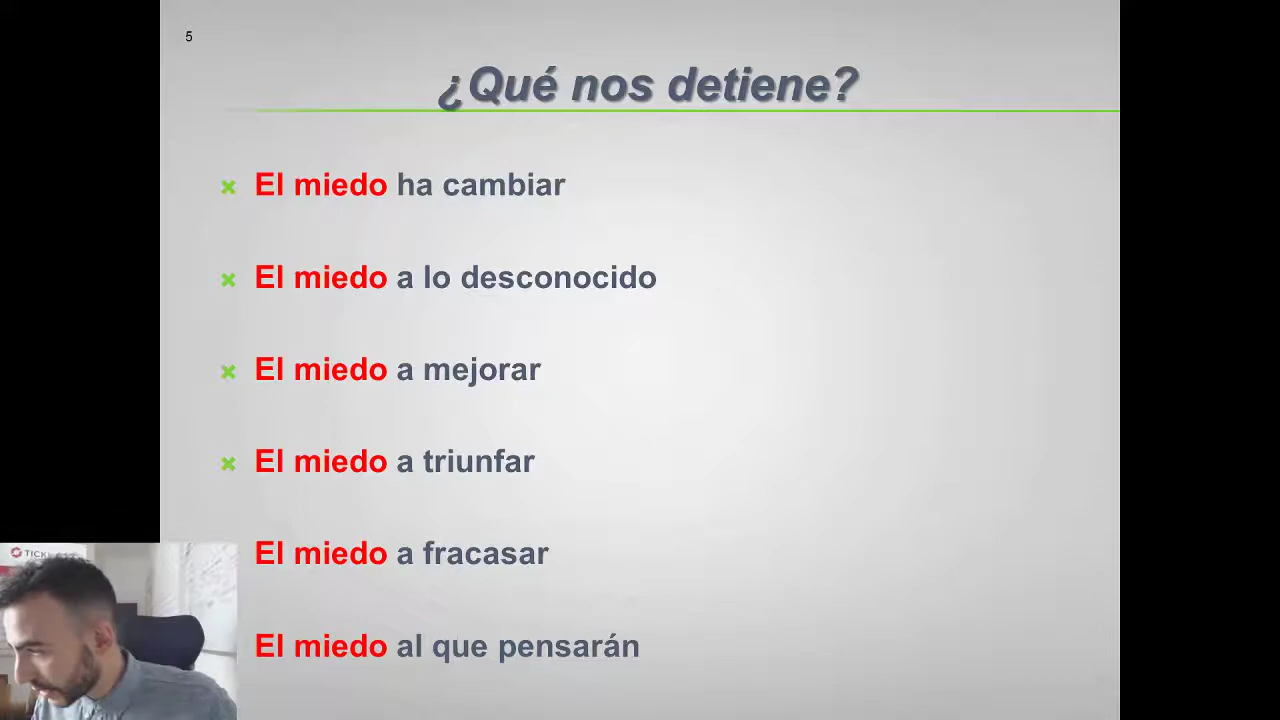 5
¿Qué nos detiene?
El miedo ha cambiar
El miedo a lo desconocido
El miedo a mejorar
El miedo a triunfar
El miedo a fracasar
El miedo al que pensarán